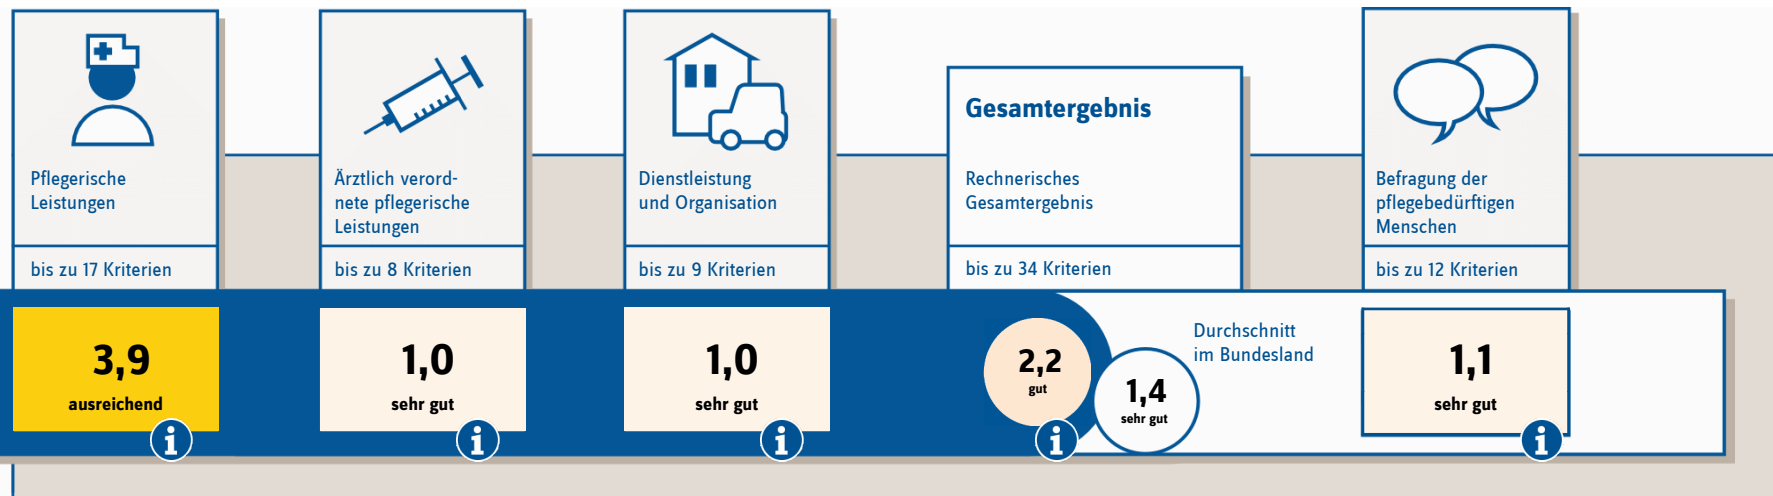 Pflegerische
Leistungen
bis zu 17 Kriterien
3,9
ausreichend
i
Ärztlich verord-
nete pflegerische
Leistungen
bis zu 8 Kriterien
1,0
sehr gut
i
Dienstleistung
und Organisation
bis zu 9 Kriterien
1,0
sehr gut
i
Gesamtergebnis
Rechnerisches
Gesamtergebnis
bis zu 34 Kriterien
2,2
gut
i
1,4
sehr gut
Durchschnitt
im Bundesland
Befragung der
pflegebedürftigen
Menschen
bis zu 12 Kriterien
1,1
sehr gut
i